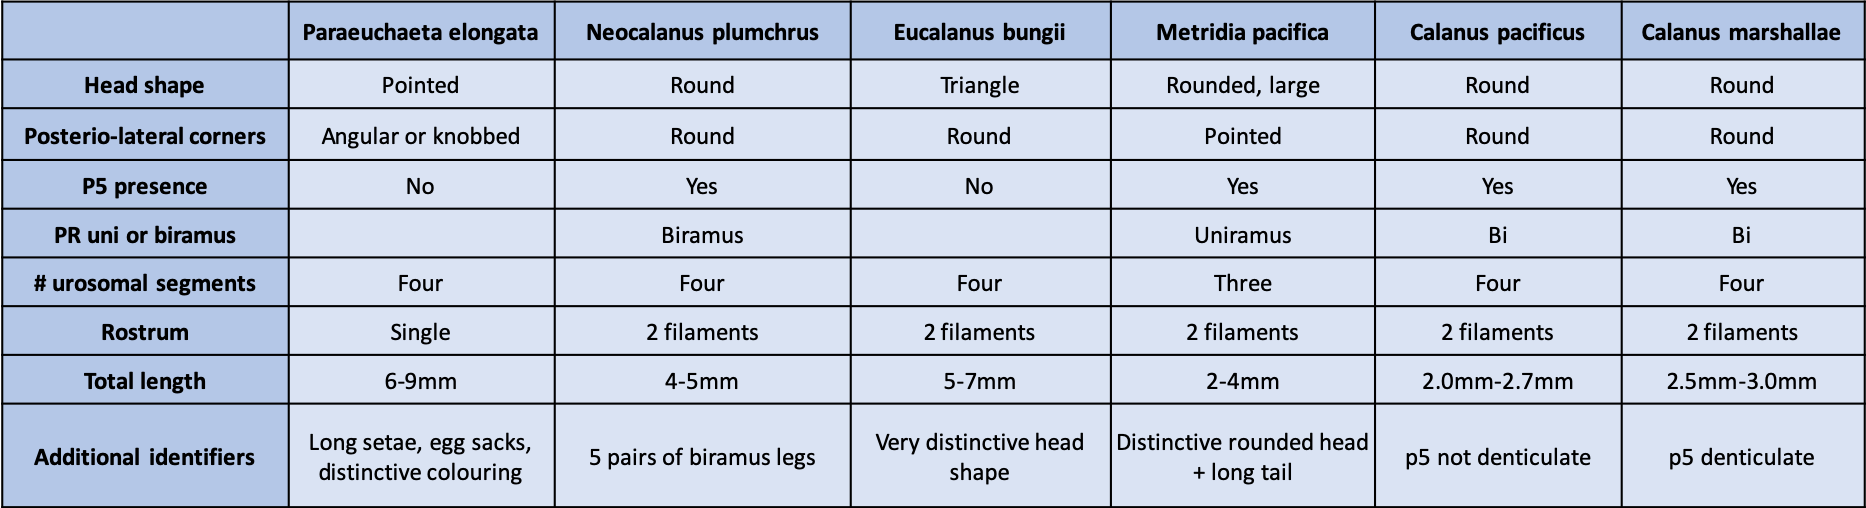 Paraeuchaeta elongata Neocalanus plumchrus Eucalanus bungii Metridia pacifica Calanus pacificus Calanus marshallae
Head shape Pointed Round Triangle Rounded, large Round Round
Posterio-lateral corners Angular or knobbed Round Round Pointed Round Round
P5 presence No Yes No Yes Yes Yes
PR uni or biramus Biramus Uniramus Bi Bi
# urosomal segments Four Four Four Three Four Four
Rostrum Single 2 filaments 2 filaments 2 filaments 2 filaments 2 filaments
Total length 6-9mm 4-5mm 5-7mm 2-4mm 2.0mm-2.7mm 2.5mm-3.0mm
Additional identifiers Long setae, egg sacks, distinctive colouring 5 pairs of biramus legs Very distinctive head shape Distinctive rounded head + long tail p5 not denticulate p5 denticulate